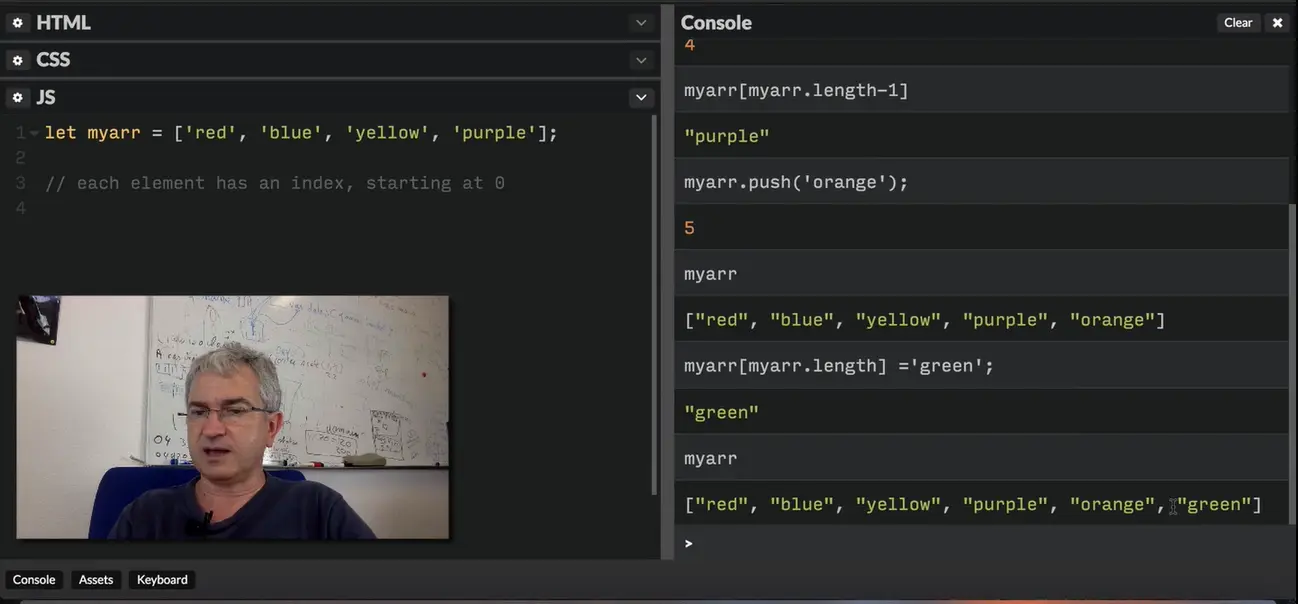 HTML
CSS
JS
1 let myarr = ['red', 'blue', 'yellow', 'purple'];
2
3 // each element has an index, starting at 0
4
Console Assets Keyboard
Console Clear
4
myarr[myarr.length-1]
"purple"
myarr.push('orange');
5
myarr
["red", "blue", "yellow", "purple", "orange"]
myarr[myarr.length] ='green';
"green"
myarr
["red", "blue", "yellow", "purple", "orange", "green"]
>